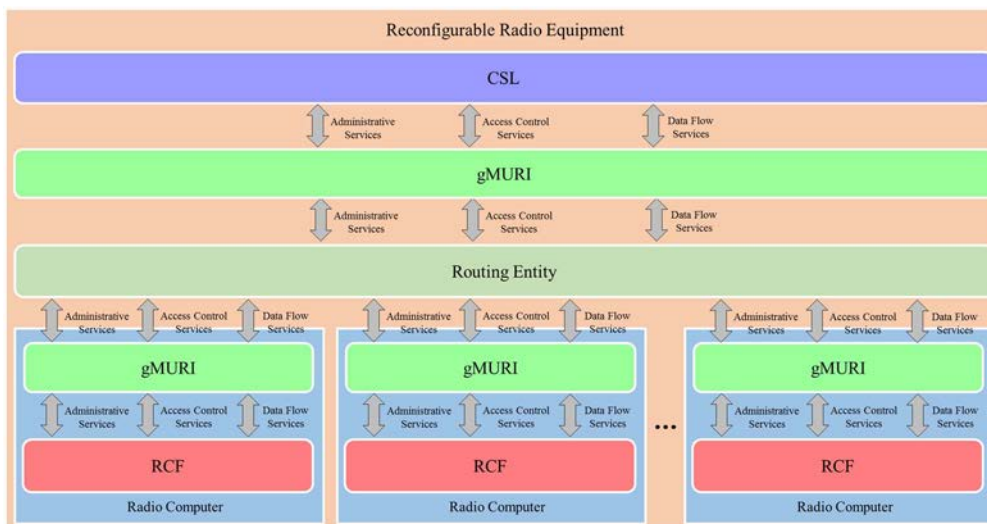 Reconfigurable Radio Equipment
CSL
Administrative Services
Access Control Services
Data Flow Services
gMURI
Administrative Services
Access Control Services
Data Flow Services
Routing Entity
Administrative Services
Access Control Services
Data Flow Services
Administrative Services
Access Control Services
Data Flow Services
Administrative Services
Access Control Services
Data Flow Services
gMURI
gMURI
gMURI
Administrative Services
Access Control Services
Data Flow Services
Administrative Services
Access Control Services
Data Flow Services
...
Administrative Services
Access Control Services
Data Flow Services
RCF
RCF
RCF
Radio Computer
Radio Computer
Radio Computer